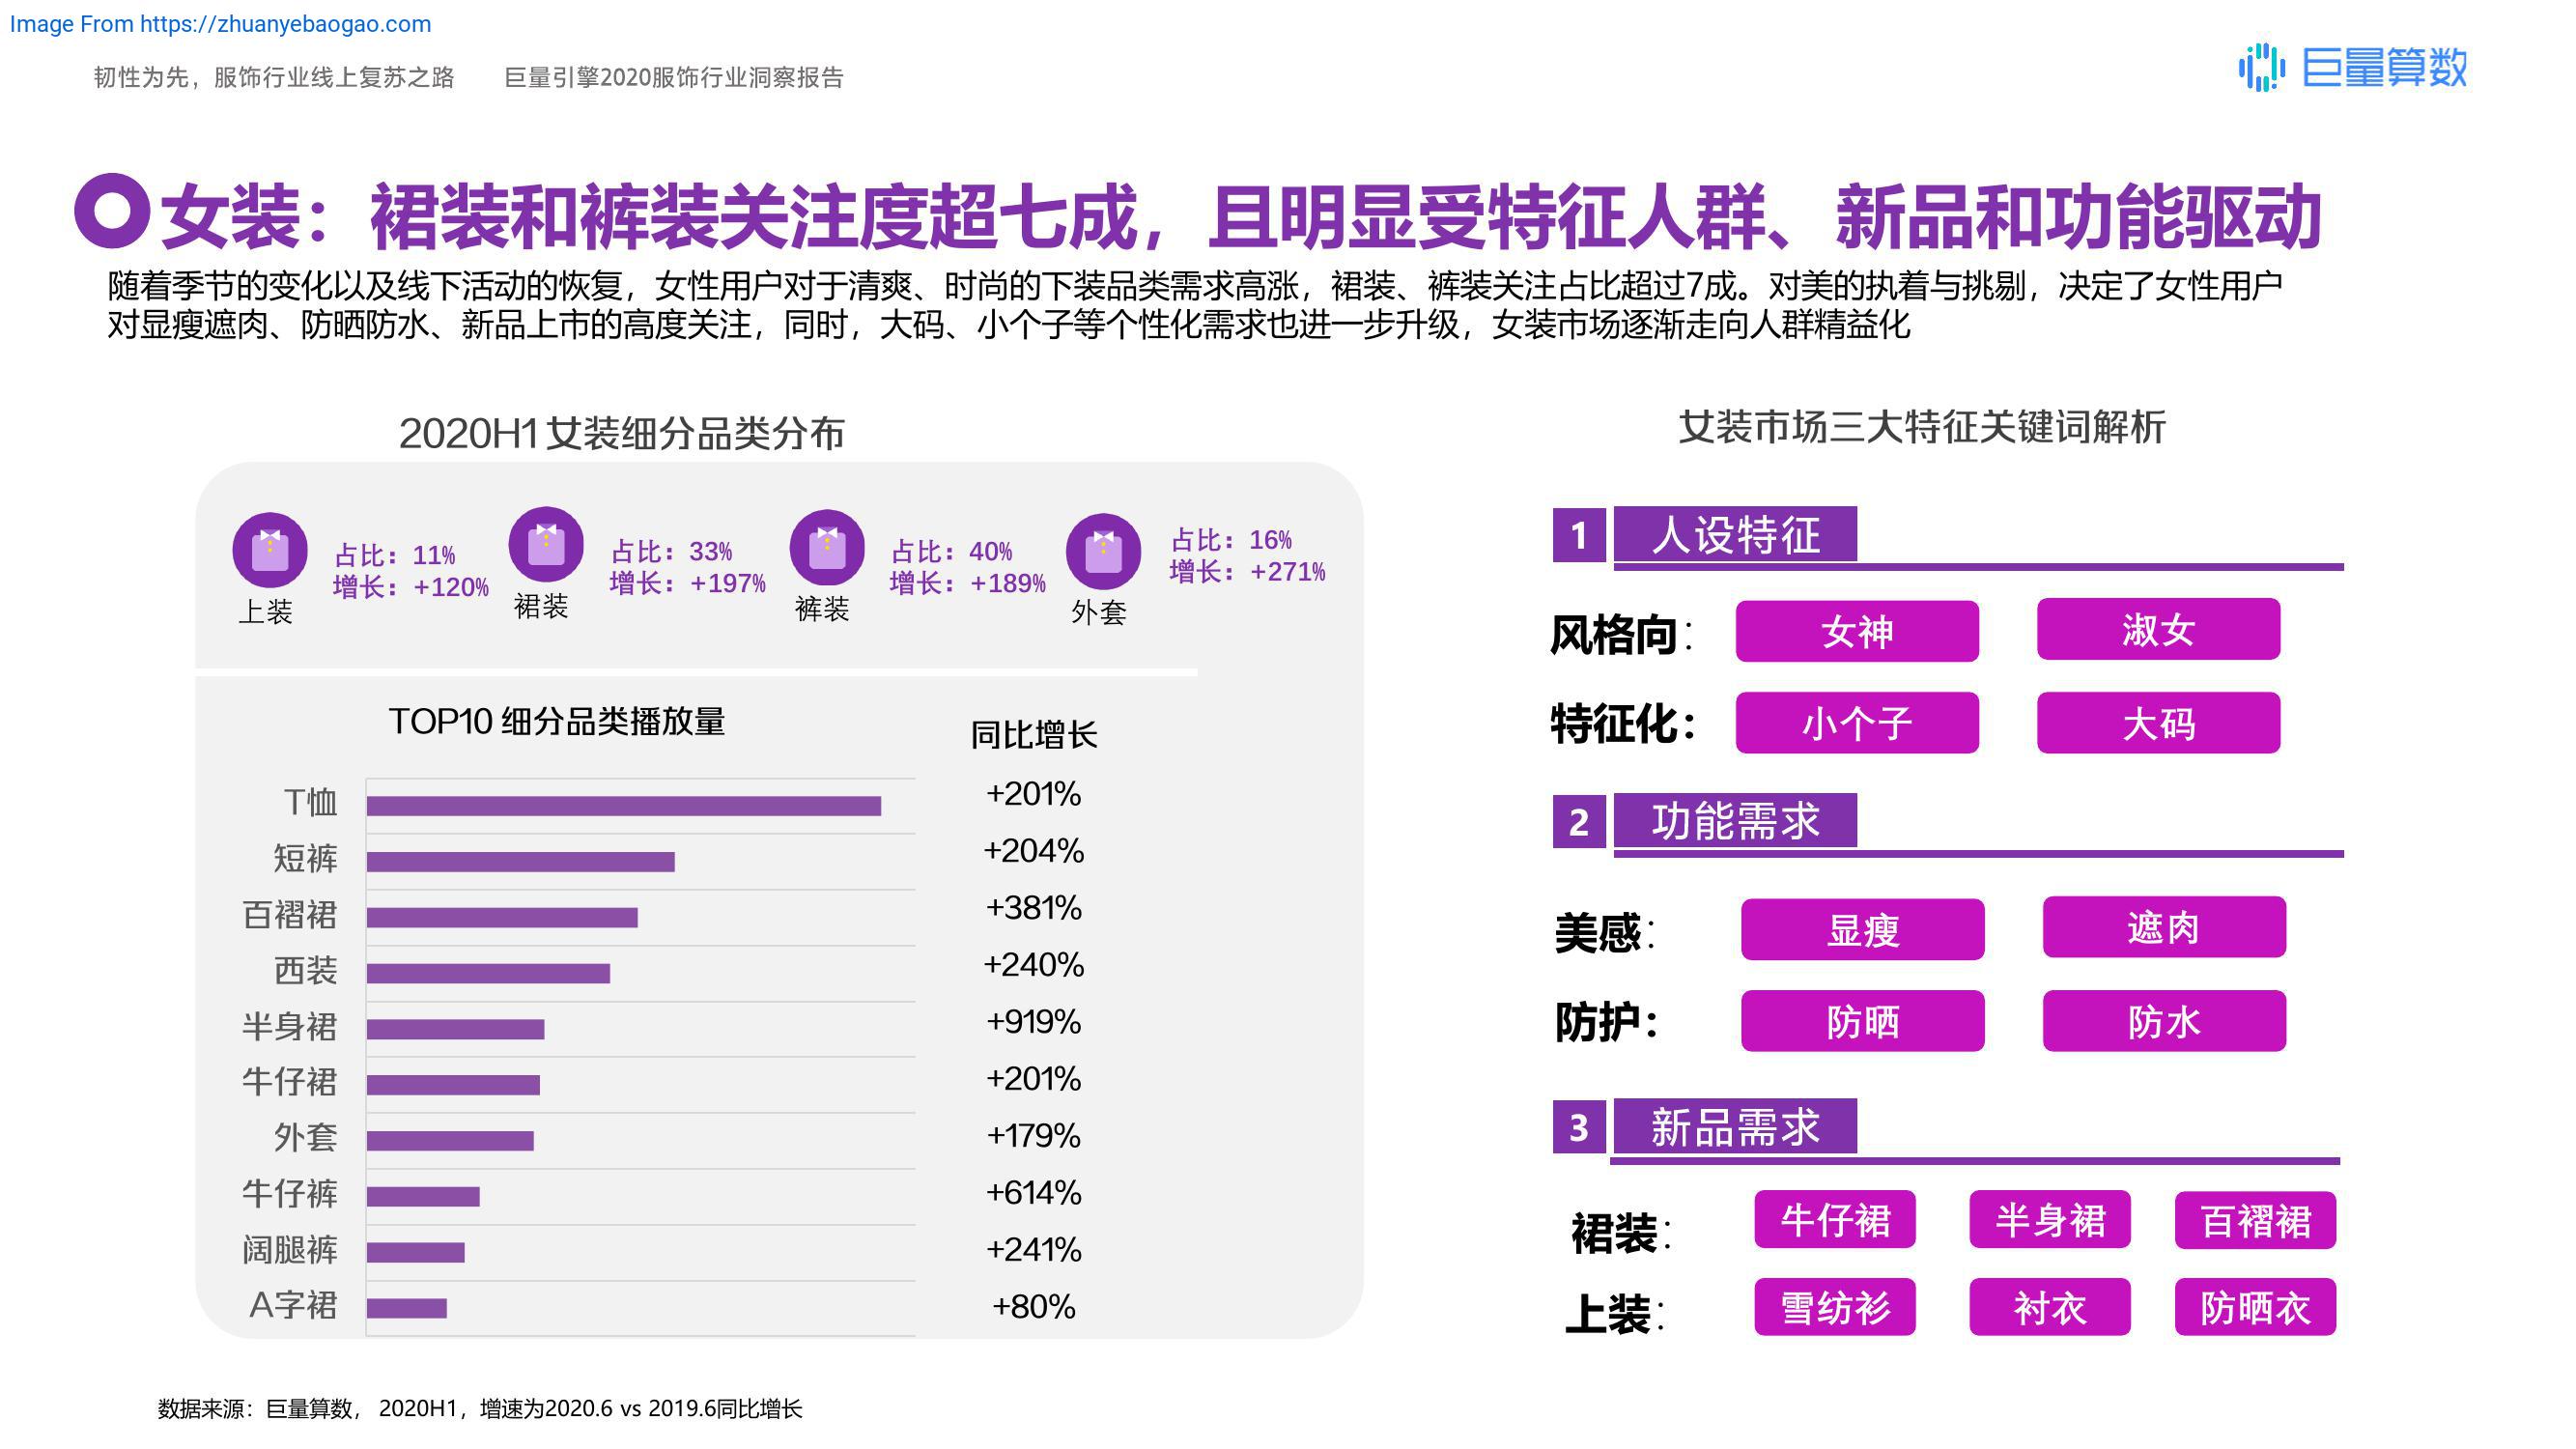 Image From https://zhuanyebaogao.com
韧性为先，服饰行业线上复苏之路 巨量引擎2020服饰行业洞察报告
巨量算数
女装：裙装和裤装关注度超七成，且明显受特征人群、新品和功能驱动
随着季节的变化以及线下活动的恢复，女性用户对于清爽、时尚的下装品类需求高涨，裙装、裤装关注占比超过7成。对美的执着与挑剔，决定了女性用户
对显瘦遮肉、防晒防水、新品上市的高度关注，同时，大码、小个子等个性化需求也进一步升级，女装市场逐渐走向人群精益化
2020H1女装细分品类分布
上装
占比：11%
增长：+120%
裙装
占比：33%
增长：+197%
裤装
占比：40%
增长：+189%
外套
占比：16%
增长：+271%
TOP10 细分品类播放量 同比增长
T恤 +201%
短裤 +204%
百褶裙 +381%
西装 +240%
半身裙 +919%
牛仔裙 +201%
外套 +179%
牛仔裤 +614%
阔腿裤 +241%
A字裙 +80%
女装市场三大特征关键词解析
1 人设特征
风格向： 女神 淑女
特征化： 小个子 大码
2 功能需求
美感： 显瘦 遮肉
防护： 防晒 防水
3 新品需求
裙装： 牛仔裙 半身裙 百褶裙
上装： 雪纺衫 衬衣 防晒衣
数据来源：巨量算数， 2020H1，增速为2020.6 vs 2019.6同比增长